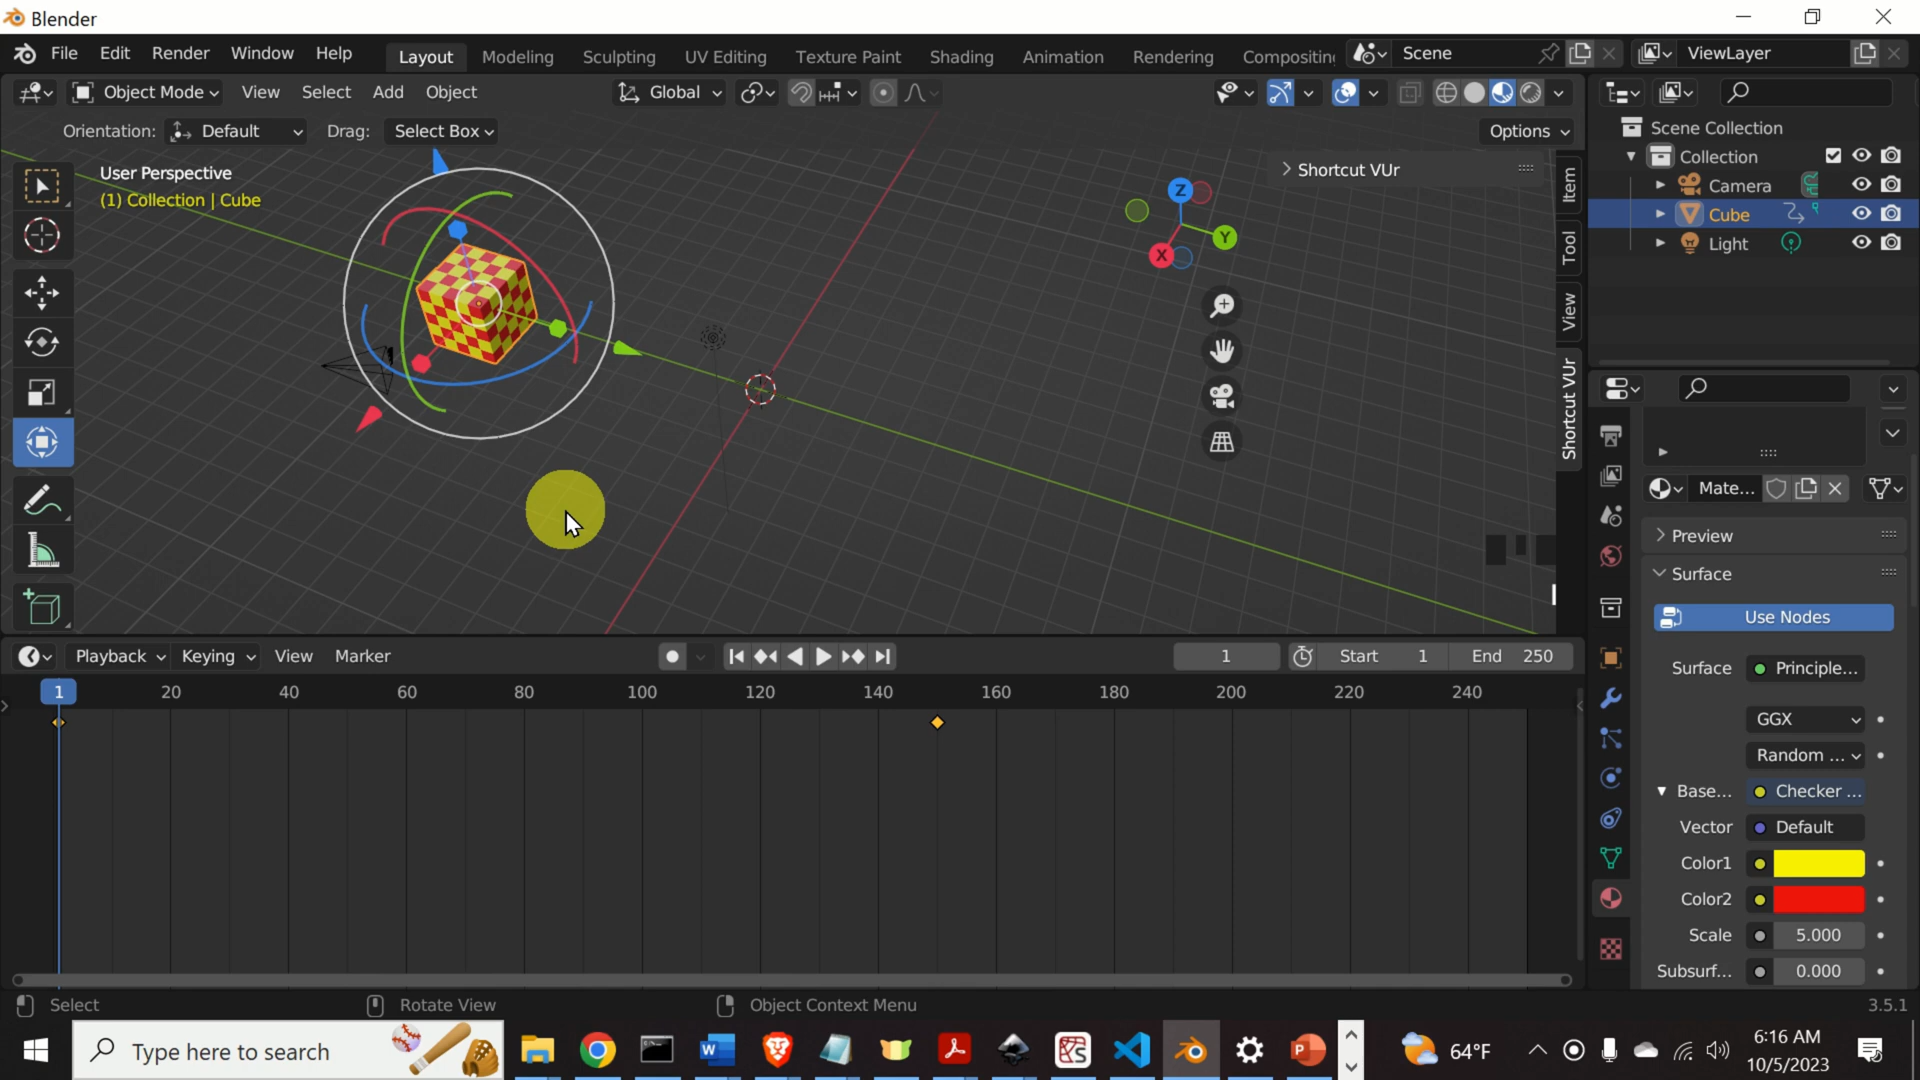 Blender
File Edit Render Window Help Layout Modeling Sculpting UV Editing Texture Paint Shading Animation Rendering Compositin Scene ViewLayer
Object Mode View Select Add Object Global
Orientation: Default Drag: Select Box Options
User Perspective
(1) Collection | Cube
Shortcut VUr
Z
Y
X
Item
Tool
View
Shortcut VUr
Scene Collection
Collection
Camera
Cube
Light
Mate...
Preview
Surface
Use Nodes
Surface Principle...
GGX
Random ...
Base... Checker ...
Vector Default
Color1
Color2
Scale 5.000
Subsurf... 0.000
Playback Keying View Marker 1 Start 1 End 250
1 20 40 60 80 100 120 140 160 180 200 220 240
Select Rotate View Object Context Menu 3.5.1
Type here to search 64°F 6:16 AM
10/5/2023